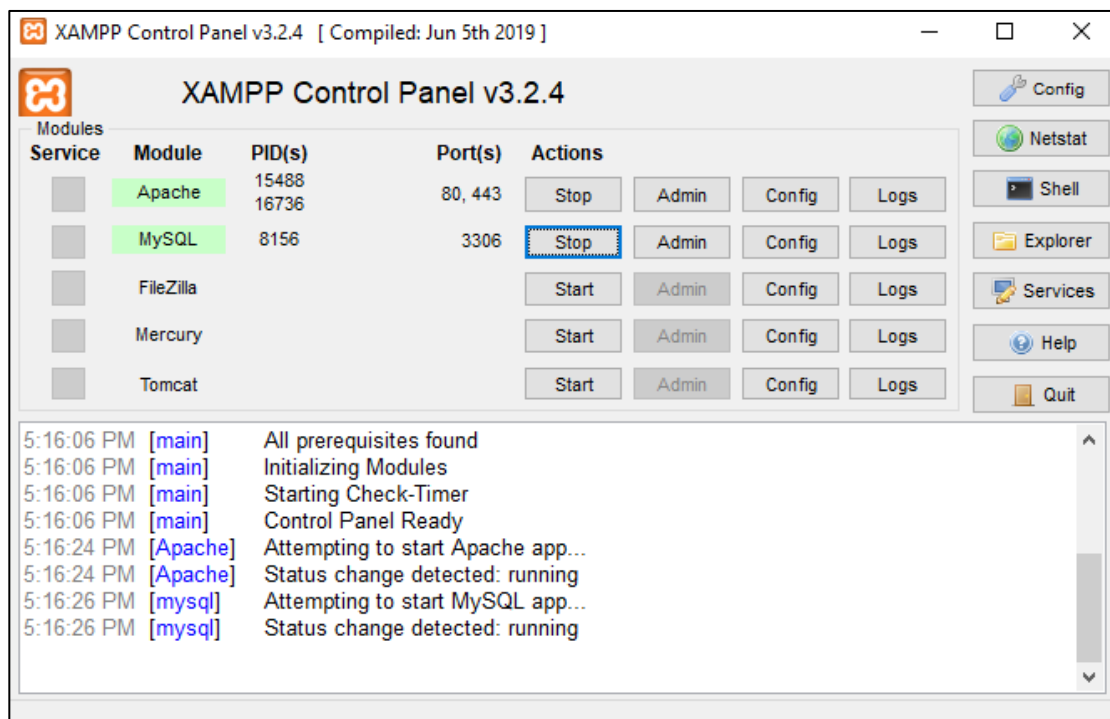 XAMPP Control Panel v3.2.4 [ Compiled: Jun 5th 2019 ]
XAMPP Control Panel v3.2.4
Config
Modules
Netstat
Service Module PID(s) Port(s) Actions
Apache 15488 80, 443 Stop Admin Config Logs
16736
Shell
MySQL 8156 3306 Stop Admin Config Logs
Explorer
FileZilla Start Admin Config Logs
Services
Mercury Start Admin Config Logs
Help
Tomcat Start Admin Config Logs
Quit
5:16:06 PM [main] All prerequisites found
5:16:06 PM [main] Initializing Modules
5:16:06 PM [main] Starting Check-Timer
5:16:06 PM [main] Control Panel Ready
5:16:24 PM [Apache] Attempting to start Apache app...
5:16:24 PM [Apache] Status change detected: running
5:16:26 PM [mysql] Attempting to start MySQL app...
5:16:26 PM [mysql] Status change detected: running